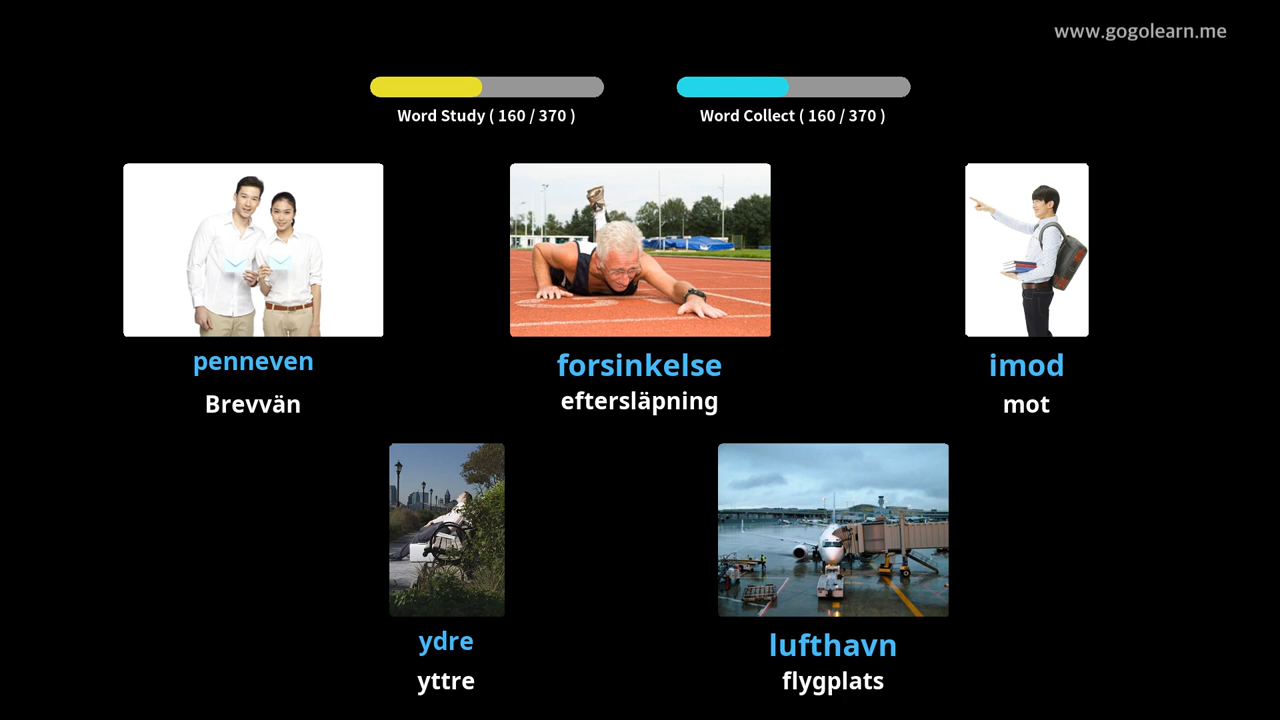 www.gogolearn.me
Word Study ( 160 / 370 )
Word Collect ( 160 / 370 )
penneven
Brevvän
forsinkelse
eftersläpning
imod
mot
ydre
yttre
lufthavn
flygplats